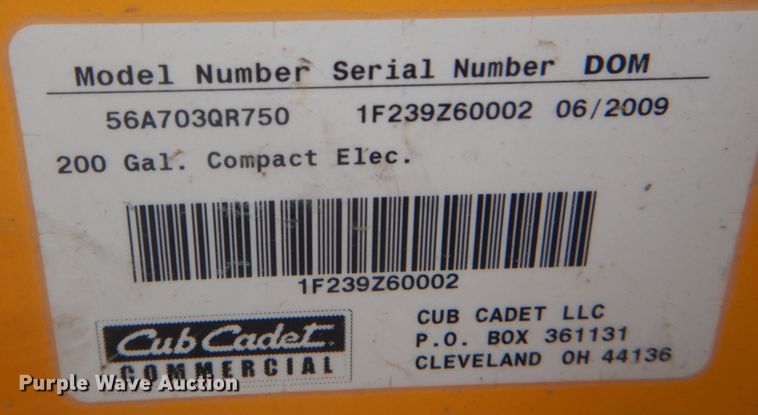 Model Number Serial Number DOM
56A703QR750 1F239Z60002 06/2009
200 Gal. Compact Elec.
1F239Z60002
Cub Cadet
COMMERCIAL
CUB CADET LLC
P.O. BOX 361131
CLEVELAND OH 44136
Purple Wave Auction